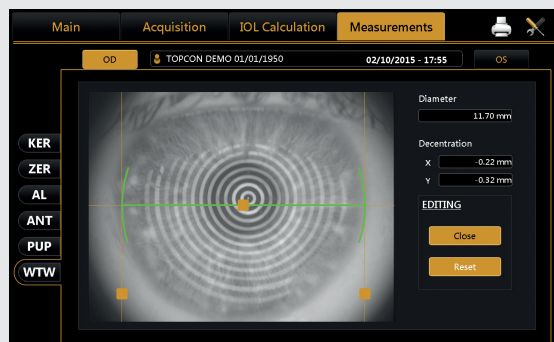 Main Acquisition IOL Calculation Measurements
OD TOPCON DEMO 01/01/1950 02/10/2015 - 17:55 OS
Diameter
11.70 mm
Decentration
X -0.22 mm
Y -0.32 mm
EDITING
Close
Reset
KER
ZER
AL
ANT
PUP
WTW